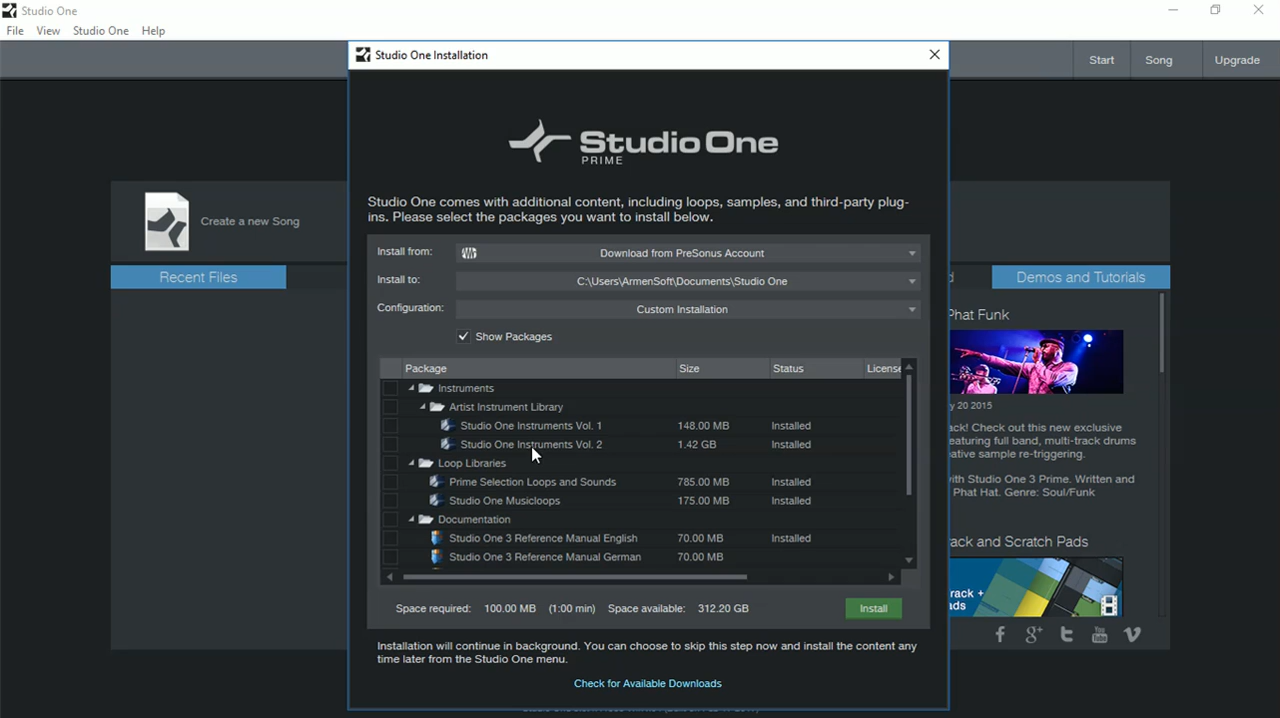 Studio One
File View Studio One Help
Studio One Installation
Start Song Upgrade
Studio One
PRIME
Studio One comes with additional content, including loops, samples, and third-party plug-
ins. Please select the packages you want to install below.
Create a new Song
Install from: Download from PreSonus Account
Install to: C:\Users\ArmenSoft\Documents\Studio One
Recent Files
Demos and Tutorials
Configuration: Custom Installation
Phat Funk
Show Packages
Package Size Status License
Instruments
Artist Instrument Library
y 20 2015
Studio One Instruments Vol. 1 148.00 MB Installed
ack! Check out this new exclusive
Studio One Instruments Vol. 2 1.42 GB Installed
eaturing full band, multi-track drums
eative sample re-triggering.
Loop Libraries
Prime Selection Loops and Sounds 785.00 MB Installed
vith Studio One 3 Prime. Written and
Phat Hat. Genre: Soul/Funk
Studio One Musicloops 175.00 MB Installed
Documentation
Studio One 3 Reference Manual English 70.00 MB Installed
rack and Scratch Pads
Studio One 3 Reference Manual German 70.00 MB
rack +
ads
Space required: 100.00 MB (1:00 min) Space available: 312.20 GB Install
Installation will continue in background. You can choose to skip this step now and install the content any
time later from the Studio One menu.
Check for Available Downloads